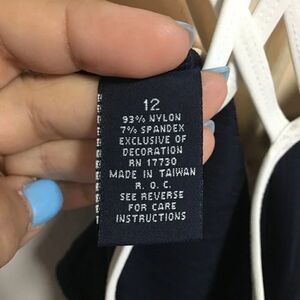 12
93% NYLON
7% SPANDEX
EXCLUSIVE OF
DECORATION
RN 17730
MADE IN TAIWAN
R. O. C.
SEE REVERSE
FOR CARE
INSTRUCTIONS